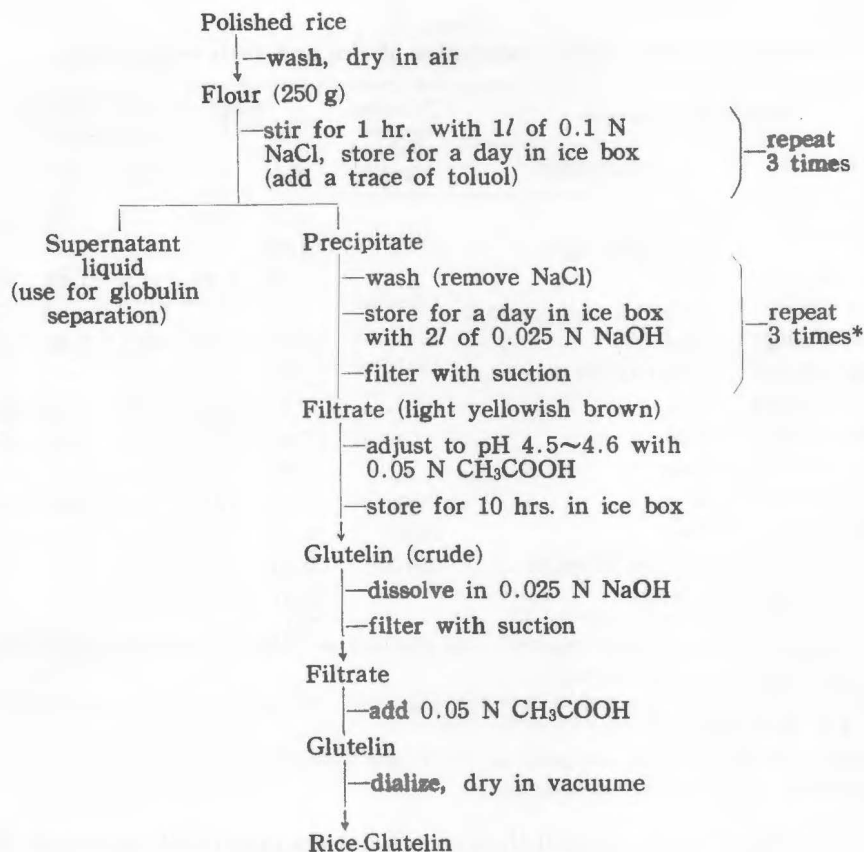 Polished rice
—wash, dry in air
Flour (250 g)
—stir for 1 hr. with 1l of 0.1 N
NaCl, store for a day in ice box
(add a trace of toluol)
repeat
3 times
Supernatant
liquid
(use for globulin
separation)
Precipitate
—wash (remove NaCl)
—store for a day in ice box
with 2l of 0.025 N NaOH
—filter with suction
repeat
3 times*
Filtrate (light yellowish brown)
—adjust to pH 4.5~4.6 with
0.05 N CH₃COOH
—store for 10 hrs. in ice box
Glutelin (crude)
—dissolve in 0.025 N NaOH
—filter with suction
Filtrate
—add 0.05 N CH₃COOH
Glutelin
—dialize, dry in vacuume
Rice-Glutelin